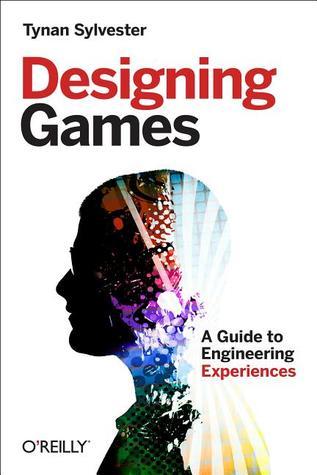 Tynan Sylvester
Designing
Games
A Guide to
Engineering
Experiences
O'REILLY